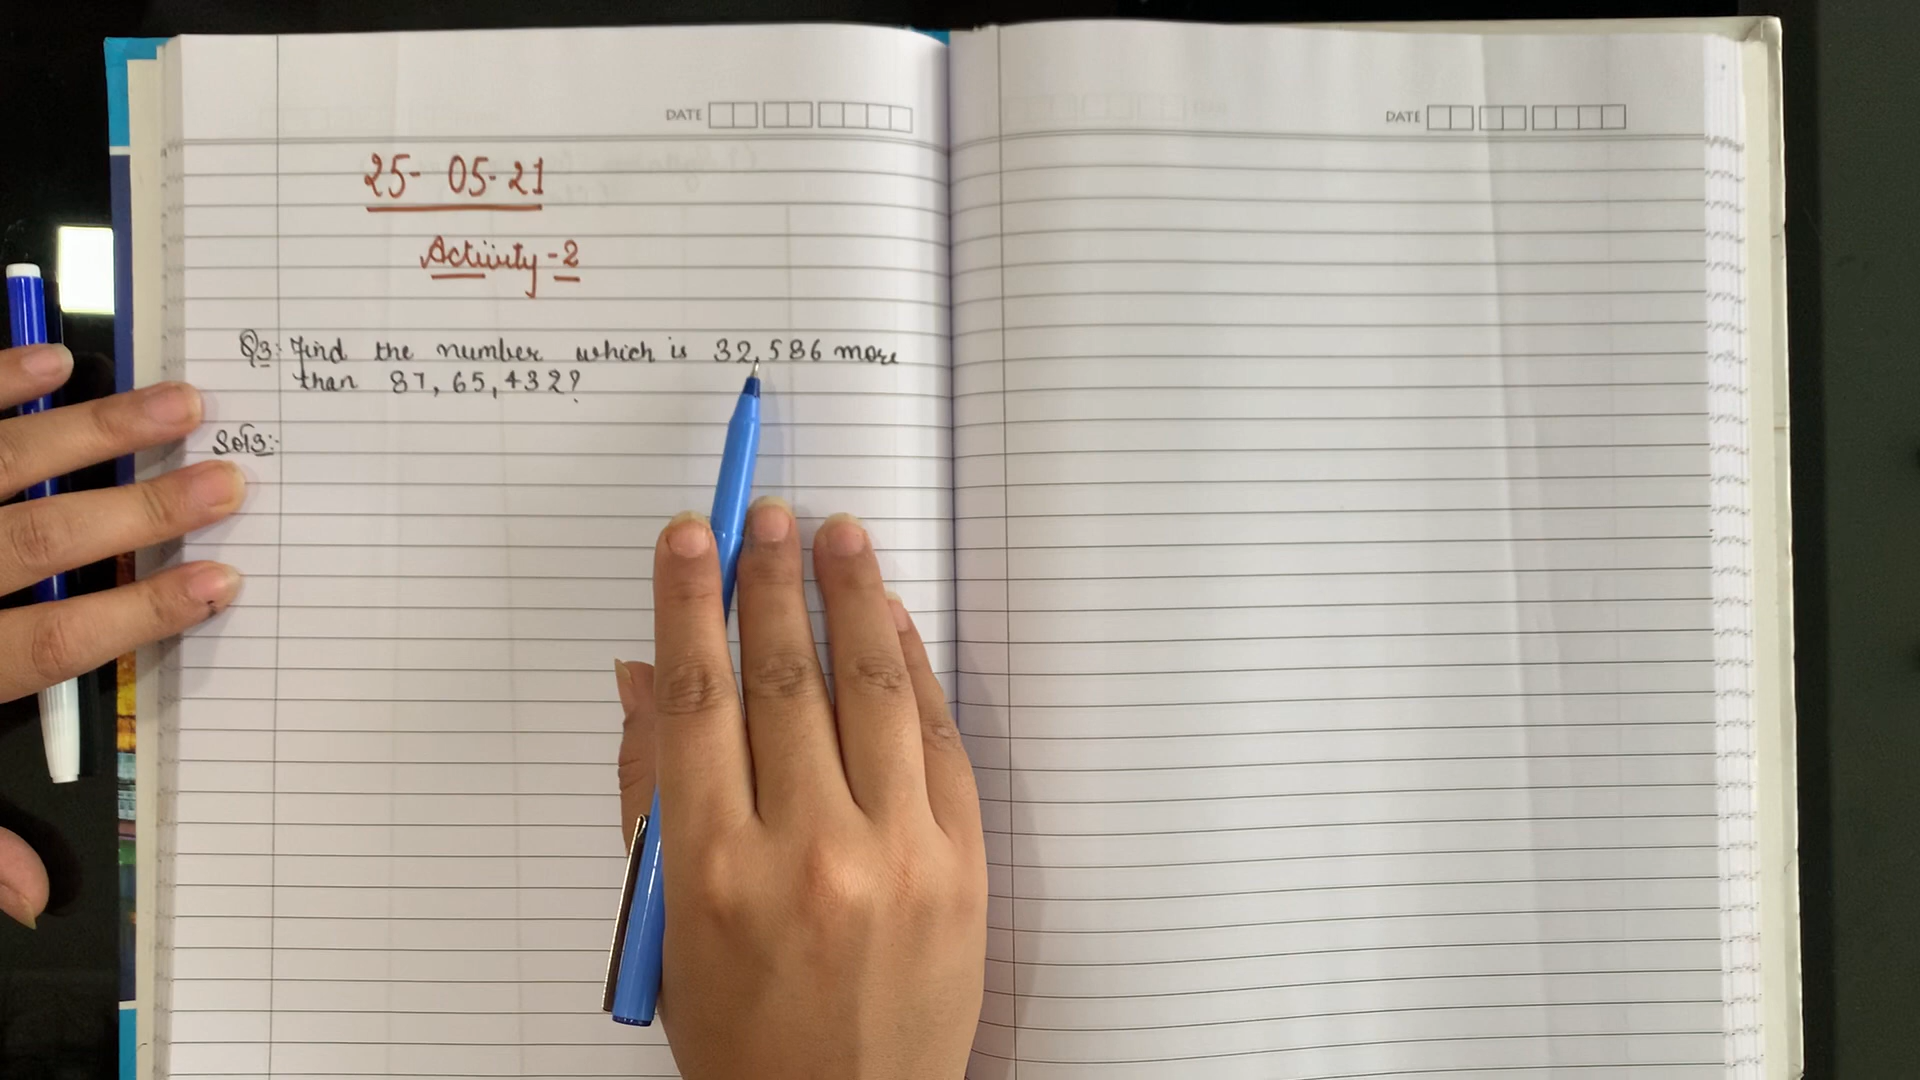 DATE
DATE
25-05-21
Activity-2
Q3: Find the number which is 32,586 more
than 87,65,432?
Sol3:-